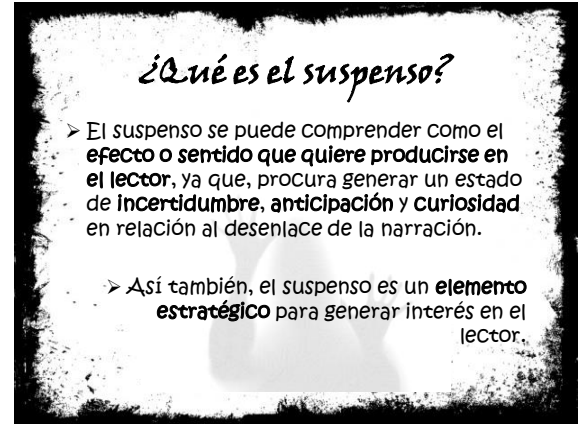 ¿Qué es el suspenso?
➢ El suspenso se puede comprender como el
efecto o sentido que quiere producirse en
el lector, ya que, procura generar un estado
de incertidumbre, anticipación y curiosidad
en relación al desenlace de la narración.
➢ Así también, el suspenso es un elemento
estratégico para generar interés en el
lector.